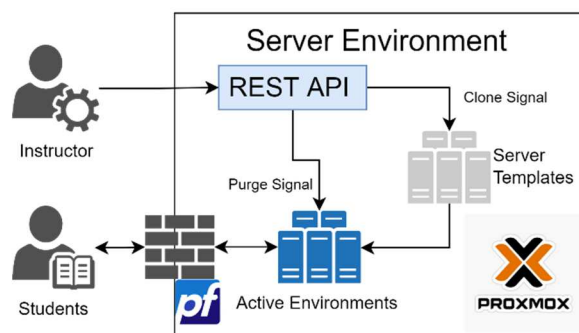 Server Environment
REST API
Clone Signal
Instructor
Server
Templates
Purge Signal
Students
pf
Active Environments
PROXMOX